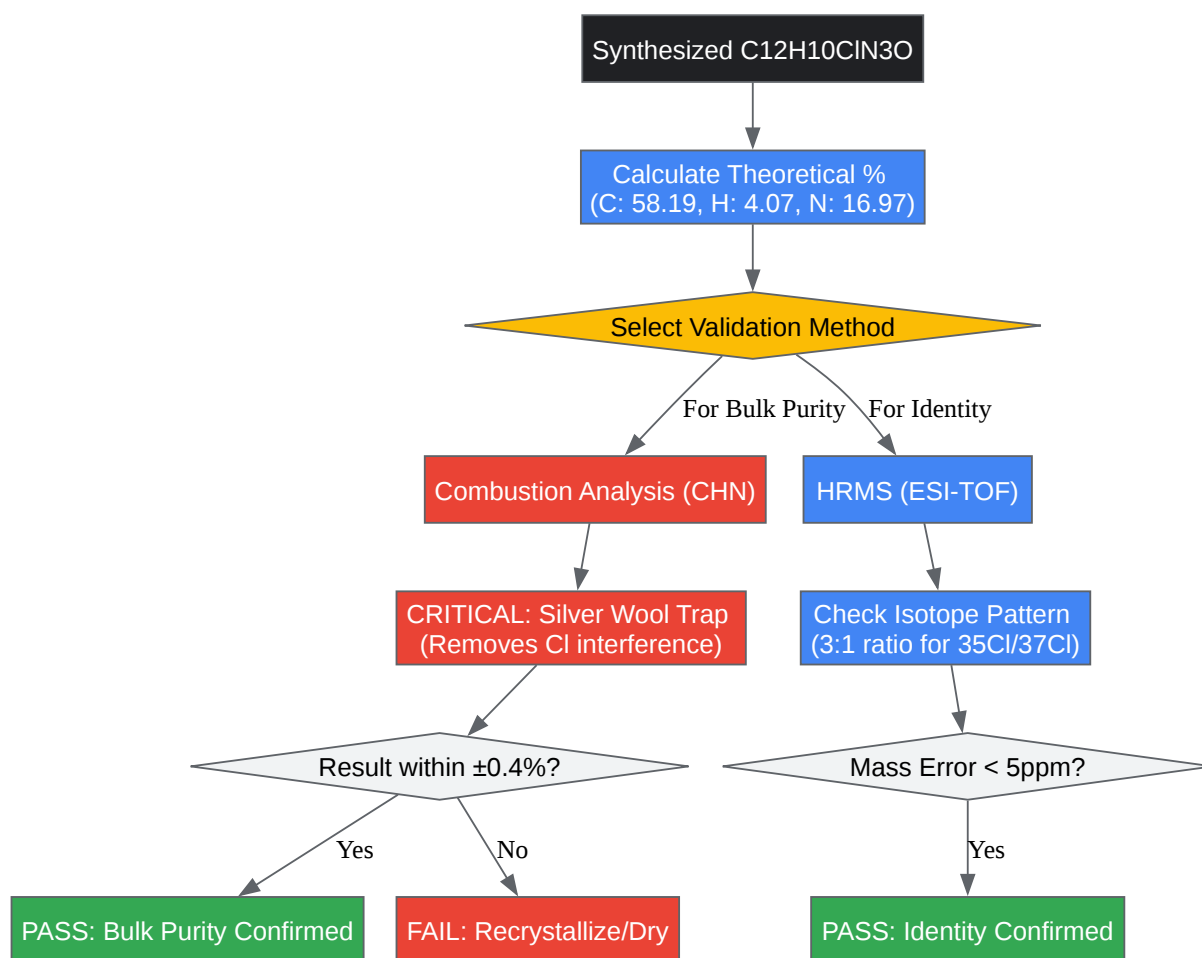 Synthesized C12H10ClN3O
Calculate Theoretical %
(C: 58.19, H: 4.07, N: 16.97)
Select Validation Method
For Bulk Purity
For Identity
Combustion Analysis (CHN)
HRMS (ESI-TOF)
CRITICAL: Silver Wool Trap
(Removes Cl interference)
Check Isotope Pattern
(3:1 ratio for 35Cl/37Cl)
Result within ±0.4%?
Mass Error < 5ppm?
Yes
No
Yes
PASS: Bulk Purity Confirmed
FAIL: Recrystallize/Dry
PASS: Identity Confirmed